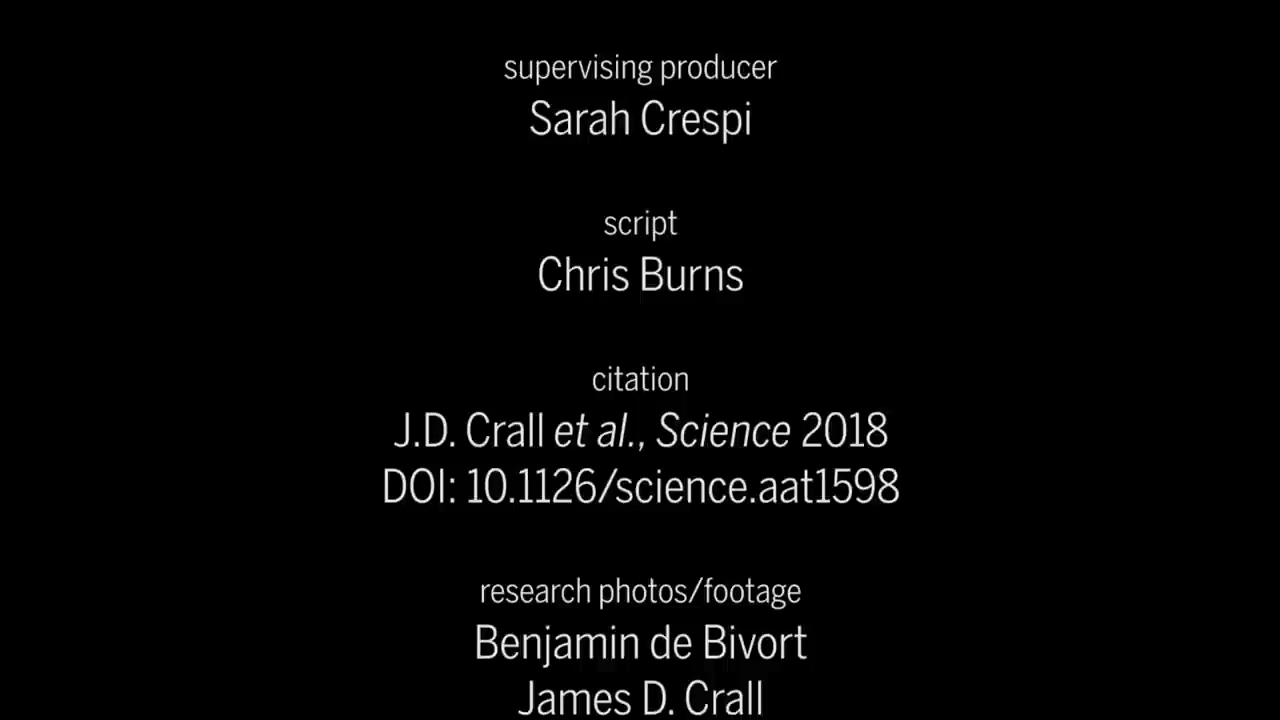 supervising producer
Sarah Crespi
script
Chris Burns
citation
J.D. Crall et al., Science 2018
DOI: 10.1126/science.aat1598
research photos/footage
Benjamin de Bivort
James D. Crall